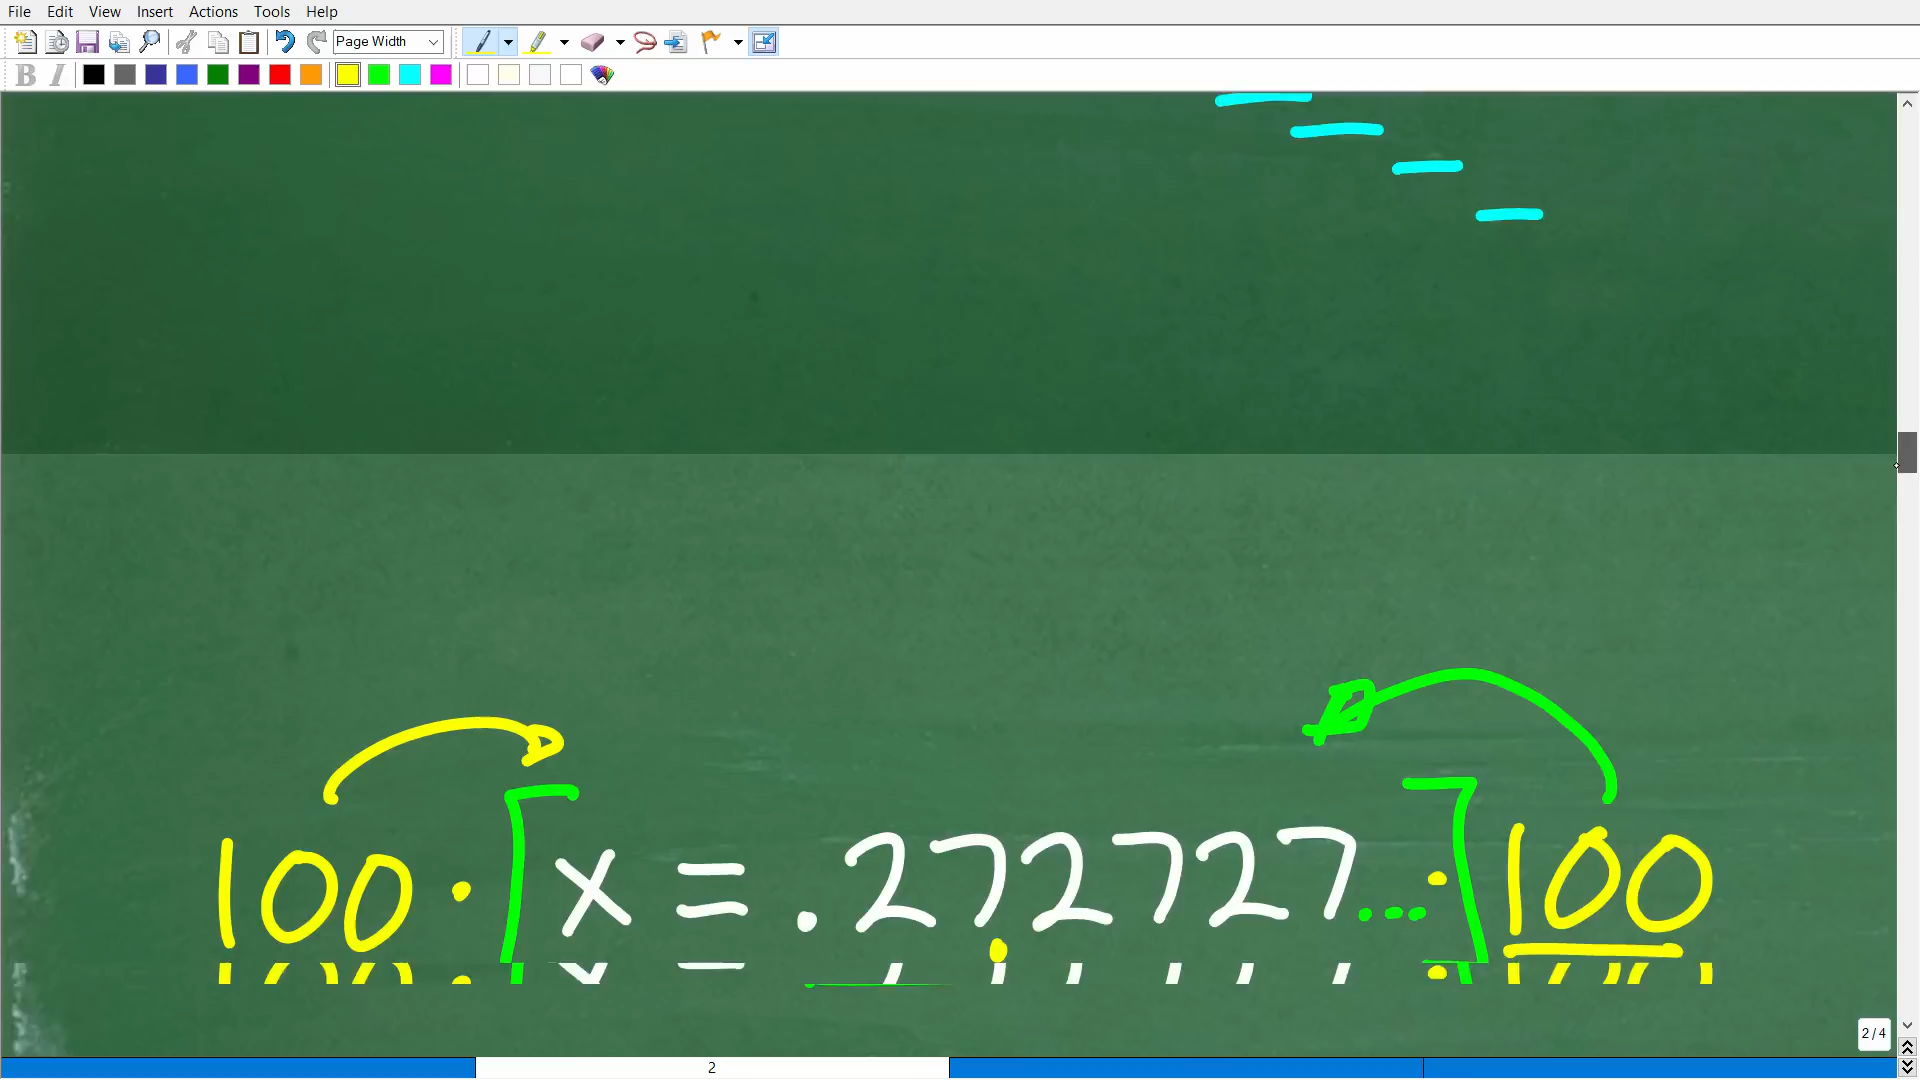 File Edit View Insert Actions Tools Help
Page Width
B I
100 · [ x = .272727... · ] 100
2 / 4
2